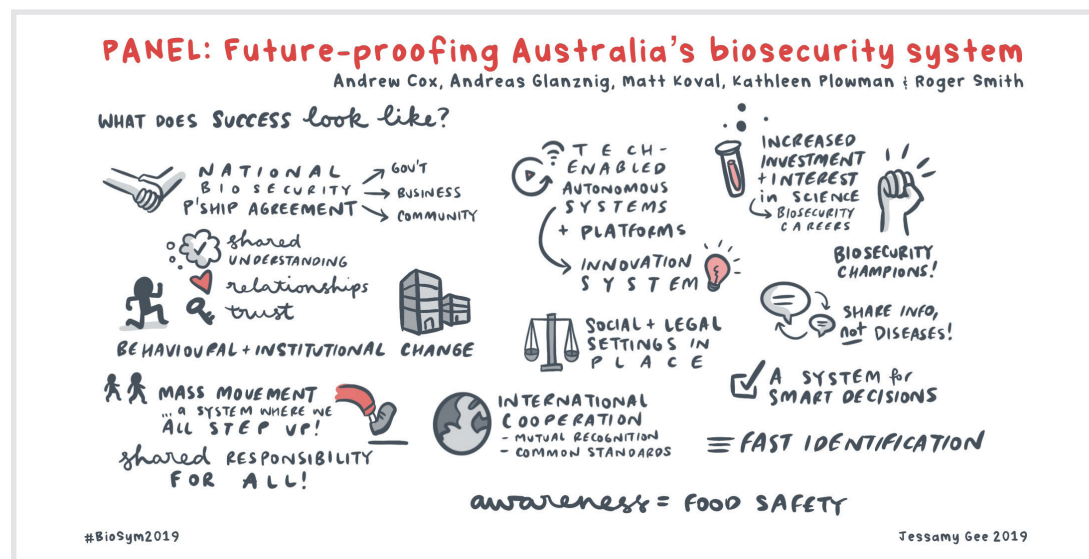 PANEL: Future-proofing Australia's biosecurity system
Andrew Cox, Andreas Glanznig, Matt Koval, Kathleen Plowman & Roger Smith
WHAT DOES SUCCESS look like?
NATIONAL
BIOSECURITY
P'SHIP AGREEMENT
GOV'T
BUSINESS
COMMUNITY
shared
UNDERSTANDING
relationships
trust
BEHAVIOURAL + INSTITUTIONAL CHANGE
MASS MOVEMENT
... a SYSTEM WHERE WE
ALL STEP UP!
shared RESPONSIBILITY
FOR ALL!
TECH-
ENABLED
AUTONOMOUS
SYSTEMS
+ PLATFORMS
INNOVATION
SYSTEM
SOCIAL + LEGAL
SETTINGS IN
PLACE
INTERNATIONAL
COOPERATION
- MUTUAL RECOGNITION
- COMMON STANDARDS
INCREASED
INVESTMENT
+ INTEREST
in SCIENCE
BIOSECURITY
CAREERS
BIOSECURITY
CHAMPIONS!
SHARE INFO,
not DISEASES!
A SYSTEM for
SMART DECISIONS
FAST IDENTIFICATION
awareness = FOOD SAFETY
#BioSym2019
Jessamy Gee 2019